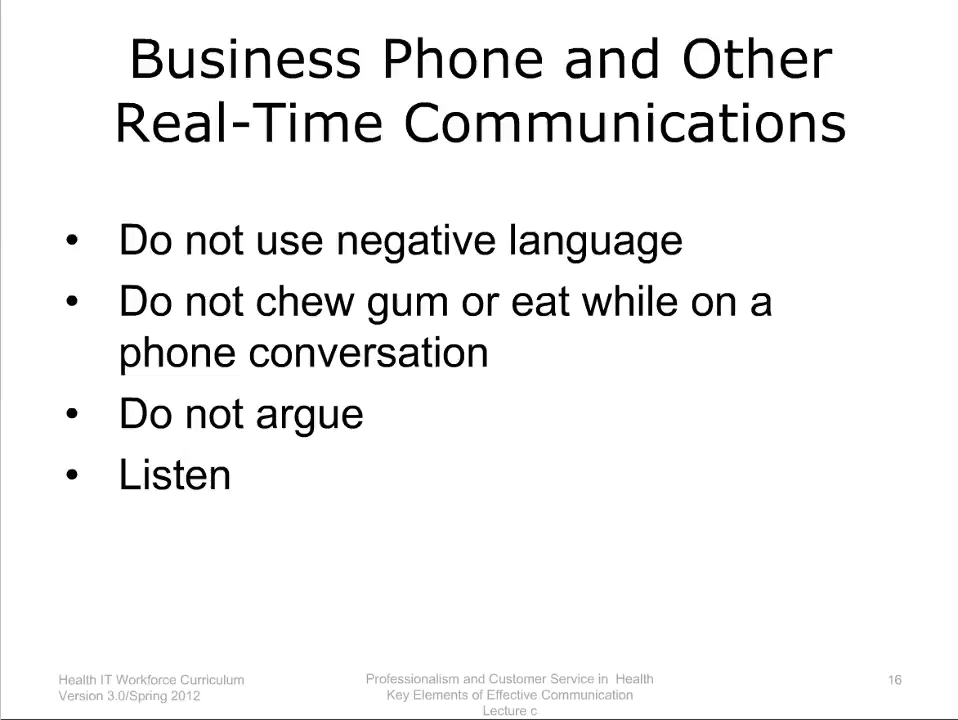 Business Phone and Other
Real-Time Communications
• Do not use negative language
• Do not chew gum or eat while on a
phone conversation
• Do not argue
• Listen
Health IT Workforce Curriculum
Version 3.0/Spring 2012
Professionalism and Customer Service in Health
Key Elements of Effective Communication
Lecture c
16